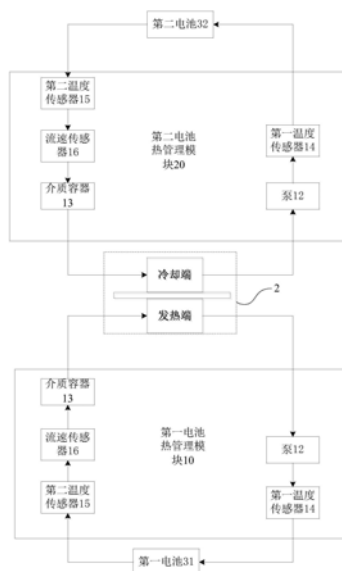 第二电池32
第二温度
传感器15
流速传感
器16
介质容器
13
第二电池
热管理模
块20
第一温度
传感器14
泵12
冷却端
发热端
2
介质容器
13
流速传感
器16
第二温度
传感器15
第一电池
热管理模
块10
泵12
第一温度
传感器14
第一电池31